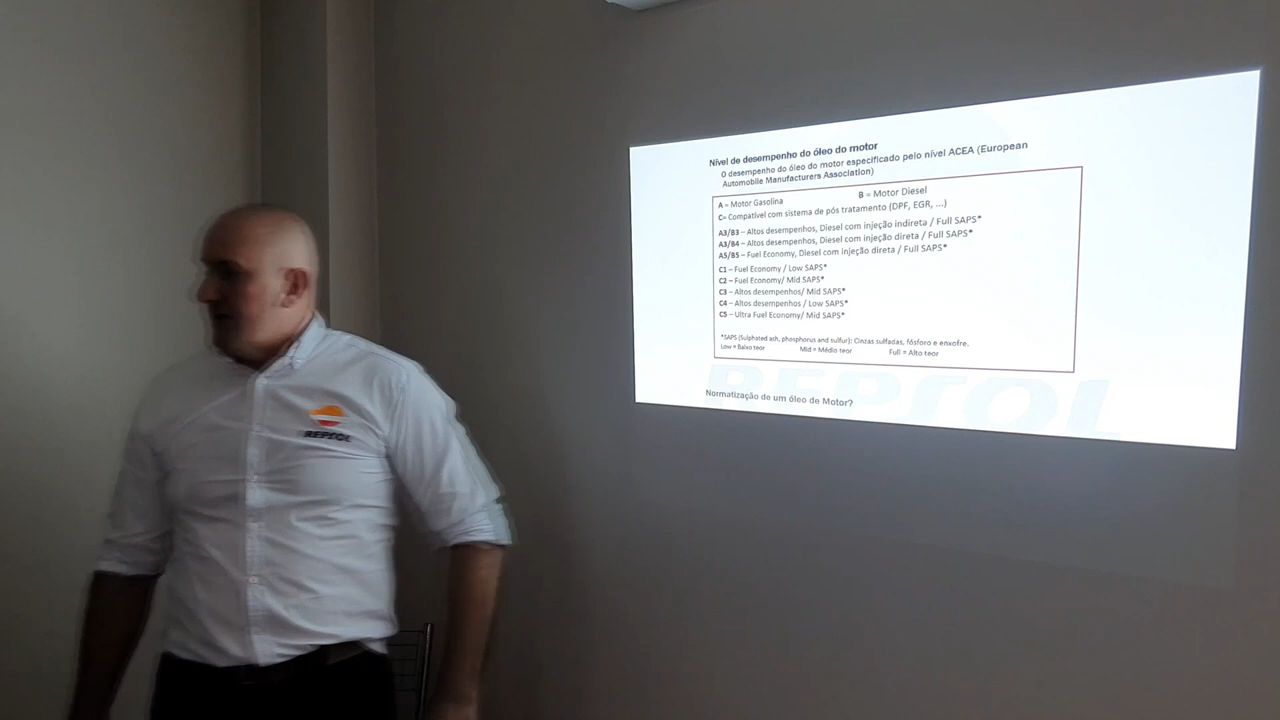 Nível de desempenho do óleo do motor
O desempenho do óleo do motor especificado pelo nível ACEA (European
Automobile Manufacturers Association)
A = Motor Gasolina B = Motor Diesel
C= Compatível com sistema de pós tratamento (DPF, EGR, ...)
A3/B3 – Altos desempenhos, Diesel com injeção indireta / Full SAPS*
A3/B4 – Altos desempenhos, Diesel com injeção direta / Full SAPS*
A5/B5 – Fuel Economy, Diesel com injeção direta / Full SAPS*
C1 – Fuel Economy / Low SAPS*
C2 – Fuel Economy/ Mid SAPS*
C3 – Altos desempenhos/ Mid SAPS*
C4 – Altos desempenhos / Low SAPS*
C5 – Ultra Fuel Economy/ Mid SAPS*
*SAPS (Sulphated ash, phosphorus and sulfur): Cinzas sulfadas, fósforo e enxofre.
Low = Baixo teor Mid = Médio teor Full = Alto teor
REPSOL
Normatização de um óleo de Motor?
REPSOL